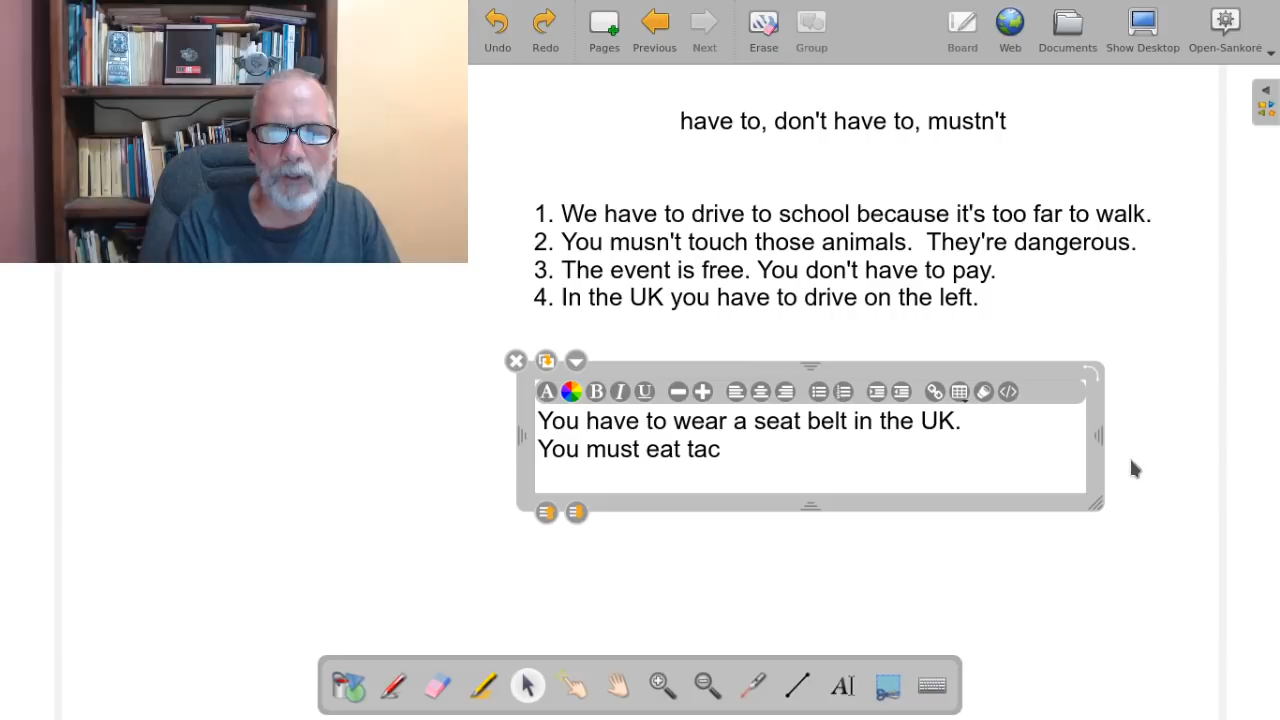 Undo
Redo
Pages
Previous
Next
Erase
Group
Board
Web
Documents
Show Desktop
Open-Sankoré
have to, don't have to, mustn't
1. We have to drive to school because it's too far to walk.
2. You musn't touch those animals.  They're dangerous.
3. The event is free. You don't have to pay.
4. In the UK you have to drive on the left.
You have to wear a seat belt in the UK.
You must eat tac